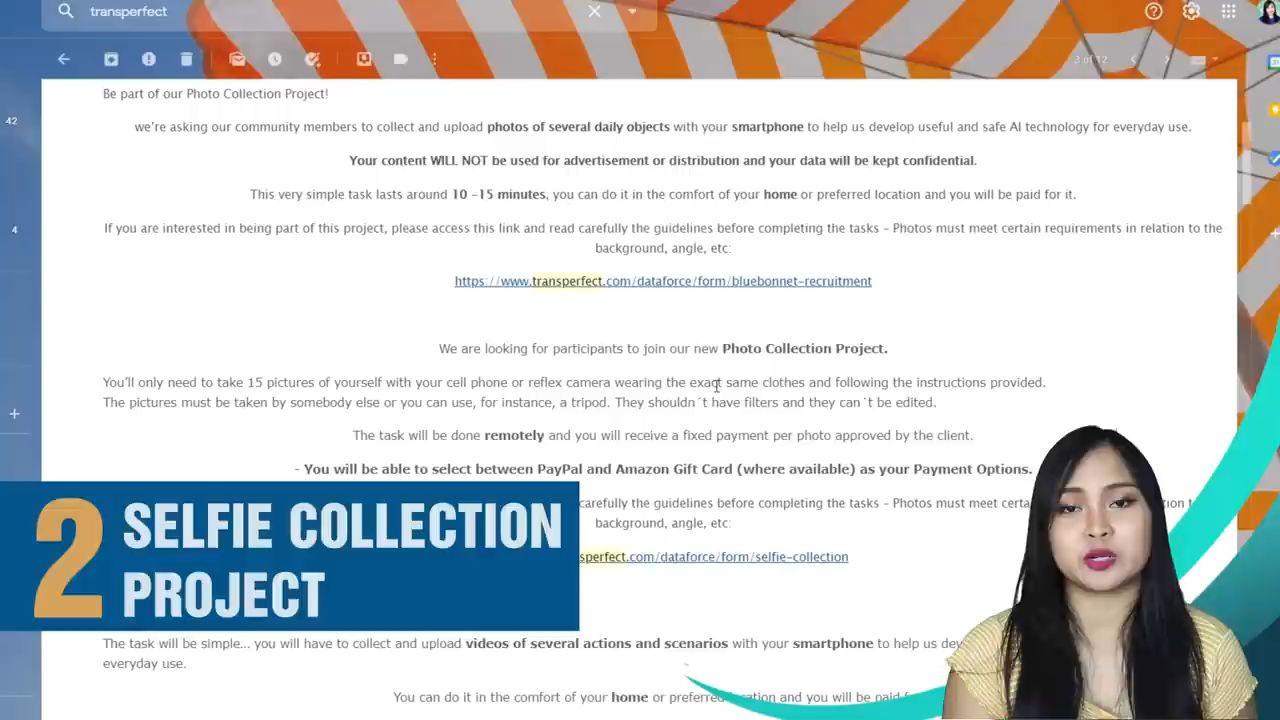 transperfect
3 of 12
42
Be part of our Photo Collection Project!
we're asking our community members to collect and upload photos of several daily objects with your smartphone to help us develop useful and safe AI technology for everyday use.
Your content WILL NOT be used for advertisement or distribution and your data will be kept confidential.
This very simple task lasts around 10 -15 minutes, you can do it in the comfort of your home or preferred location and you will be paid for it.
4
If you are interested in being part of this project, please access this link and read carefully the guidelines before completing the tasks - Photos must meet certain requirements in relation to the
background, angle, etc:
https://www.transperfect.com/dataforce/form/bluebonnet-recruitment
We are looking for participants to join our new Photo Collection Project.
You'll only need to take 15 pictures of yourself with your cell phone or reflex camera wearing the exact same clothes and following the instructions provided.
The pictures must be taken by somebody else or you can use, for instance, a tripod. They shouldn´t have filters and they can´t be edited.
The task will be done remotely and you will receive a fixed payment per photo approved by the client.
- You will be able to select between PayPal and Amazon Gift Card (where available) as your Payment Options.
carefully the guidelines before completing the tasks - Photos must meet
background, angle, etc:
sperfect.com/dataforce/form/selfie-collection
2 SELFIE COLLECTION
PROJECT
The task will be simple... you will have to collect and upload videos of several actions and scenarios with your smartphone to help us
everyday use.
You can do it in the comfort of your home or preferred location and you will be paid